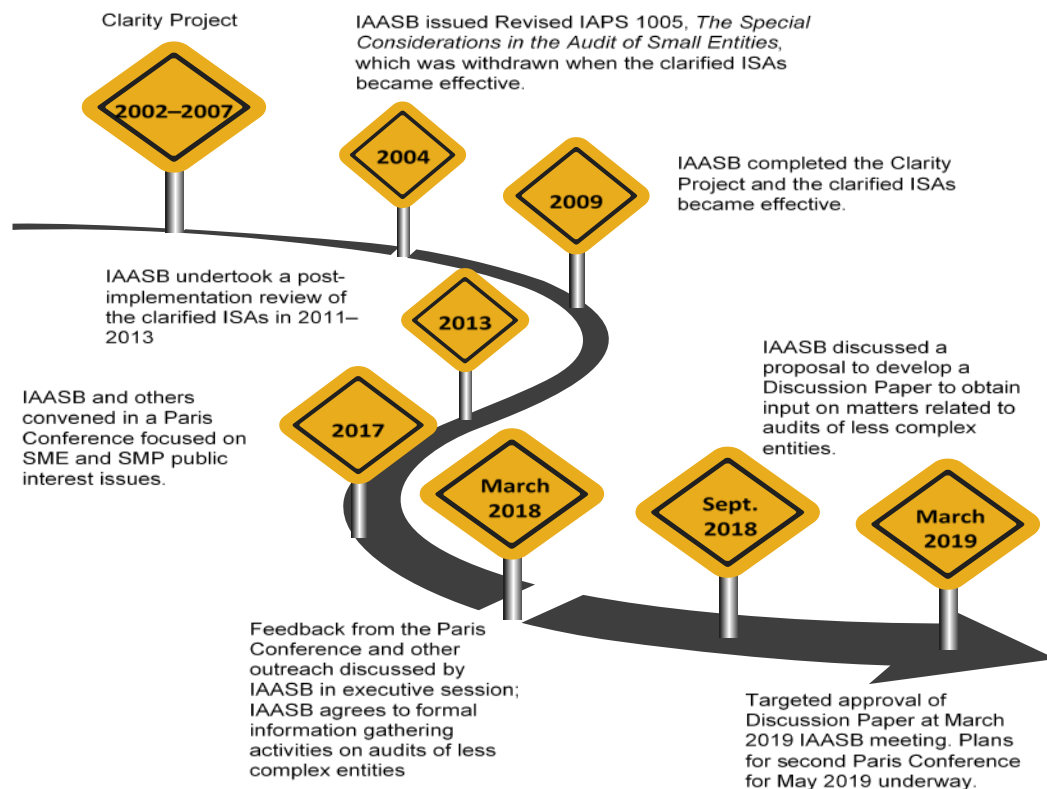 Clarity Project
2002–2007
IAASB issued Revised IAPS 1005, The Special
Considerations in the Audit of Small Entities,
which was withdrawn when the clarified ISAs
became effective.
2004
2009
IAASB completed the Clarity
Project and the clarified ISAs
became effective.
IAASB undertook a post-
implementation review of
the clarified ISAs in 2011–
2013
2013
IAASB and others
convened in a Paris
Conference focused on
SME and SMP public
interest issues.
2017
March
2018
Feedback from the Paris
Conference and other
outreach discussed by
IAASB in executive session;
IAASB agrees to formal
information gathering
activities on audits of less
complex entities
IAASB discussed a
proposal to develop a
Discussion Paper to obtain
input on matters related to
audits of less complex
entities.
Sept.
2018
March
2019
Targeted approval of
Discussion Paper at March
2019 IAASB meeting. Plans
for second Paris Conference
for May 2019 underway.